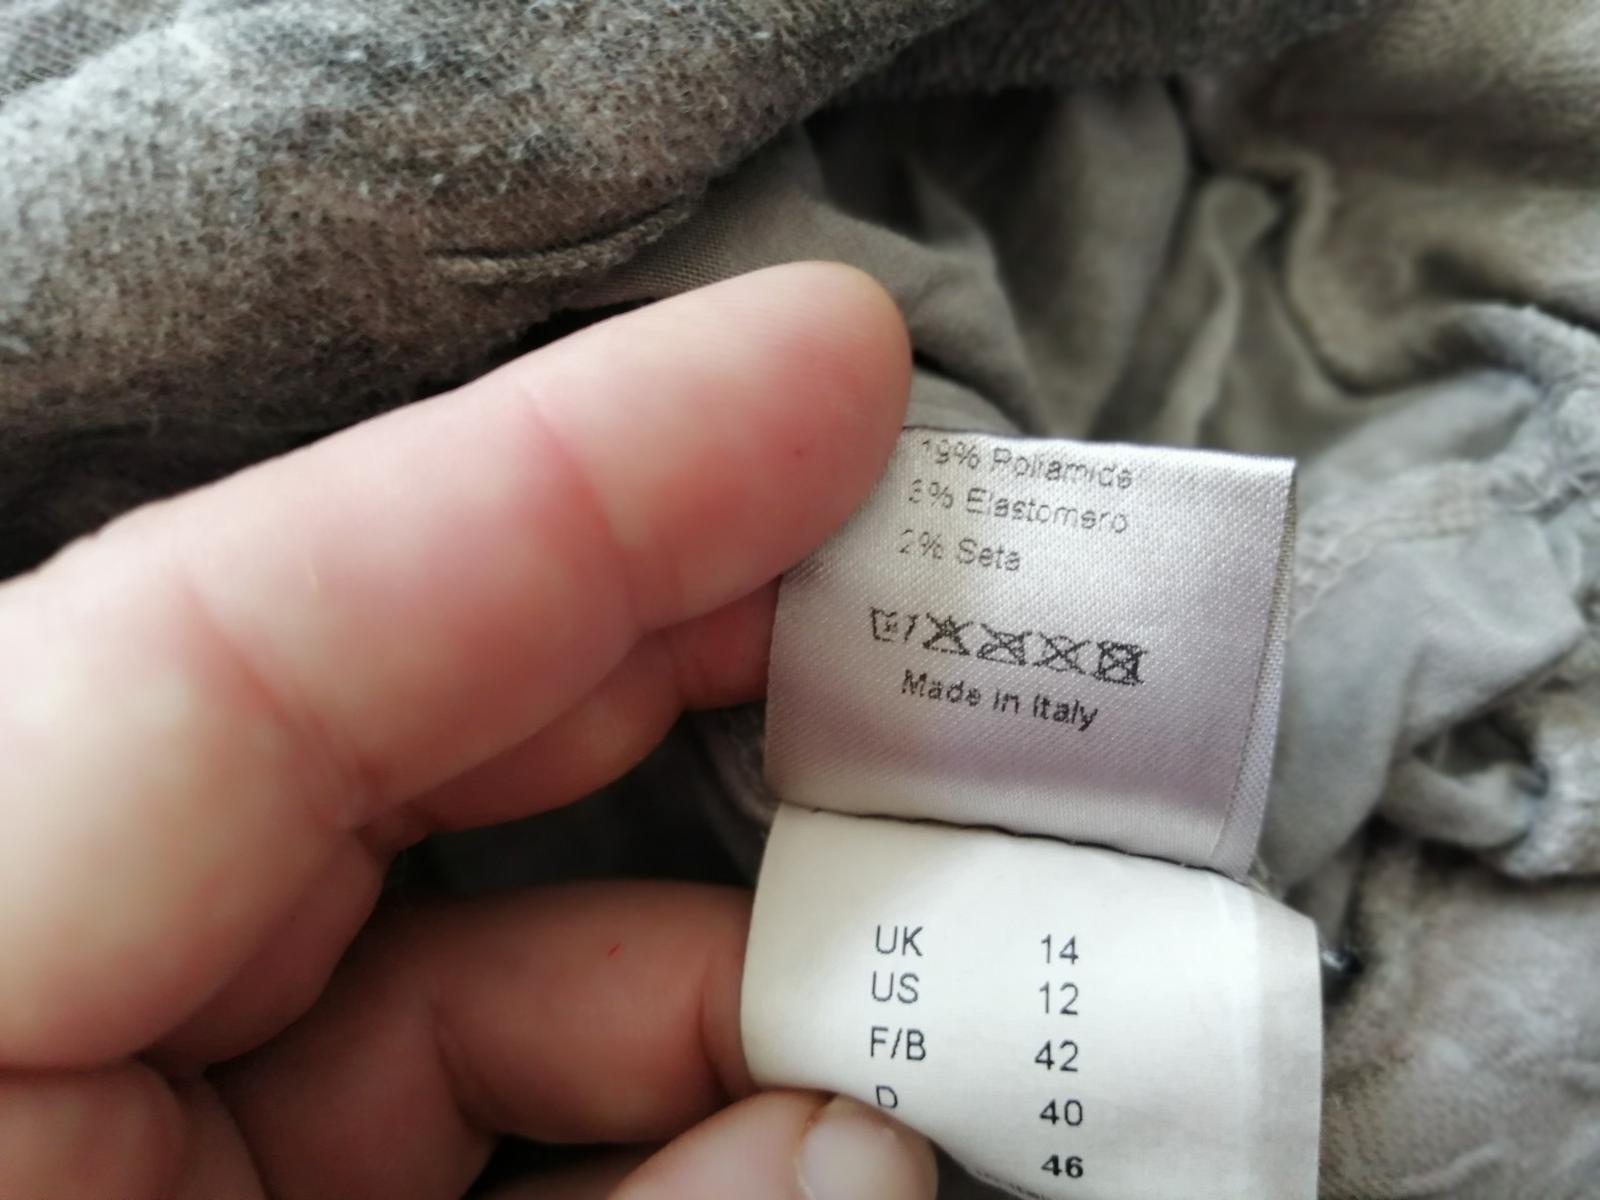 19% Poliamide
3% Elastomero
2% Seta
Made in Italy
UK 14
US 12
F/B 42
D 40
46